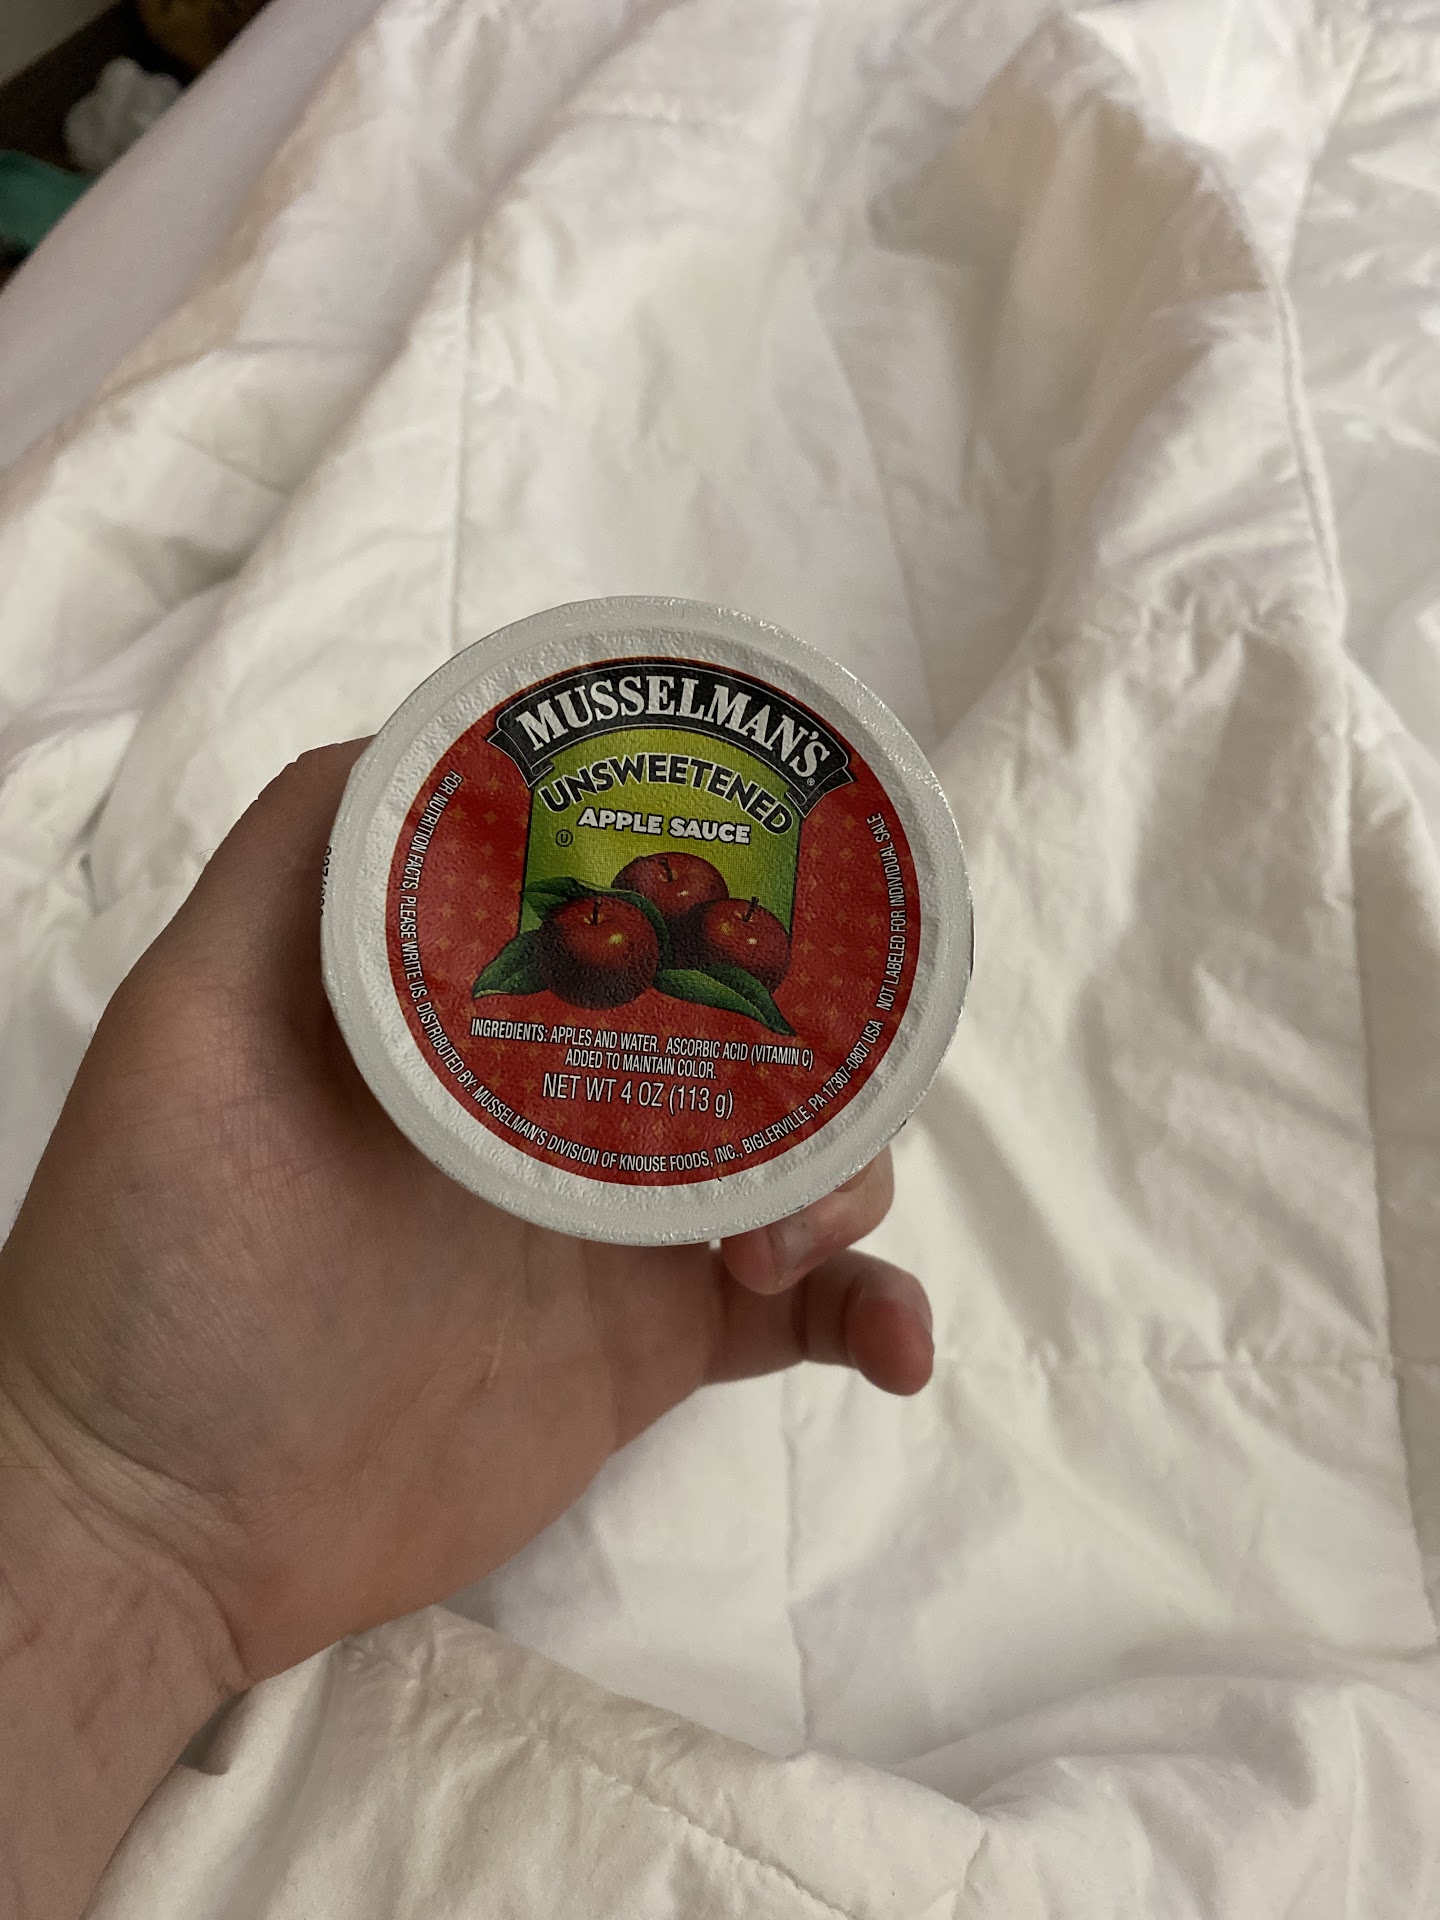 MUSSELMAN'S®
UNSWEETENED
APPLE SAUCE
U
INGREDIENTS: APPLES AND WATER. ASCORBIC ACID (VITAMIN C)
ADDED TO MAINTAIN COLOR.
NET WT 4 OZ (113 g)
FOR NUTRITION FACTS, PLEASE WRITE US. DISTRIBUTED BY: MUSSELMAN'S DIVISION OF KNOUSE FOODS, INC., BIGLERVILLE, PA 17307-0807 USA NOT LABELED FOR INDIVIDUAL SALE